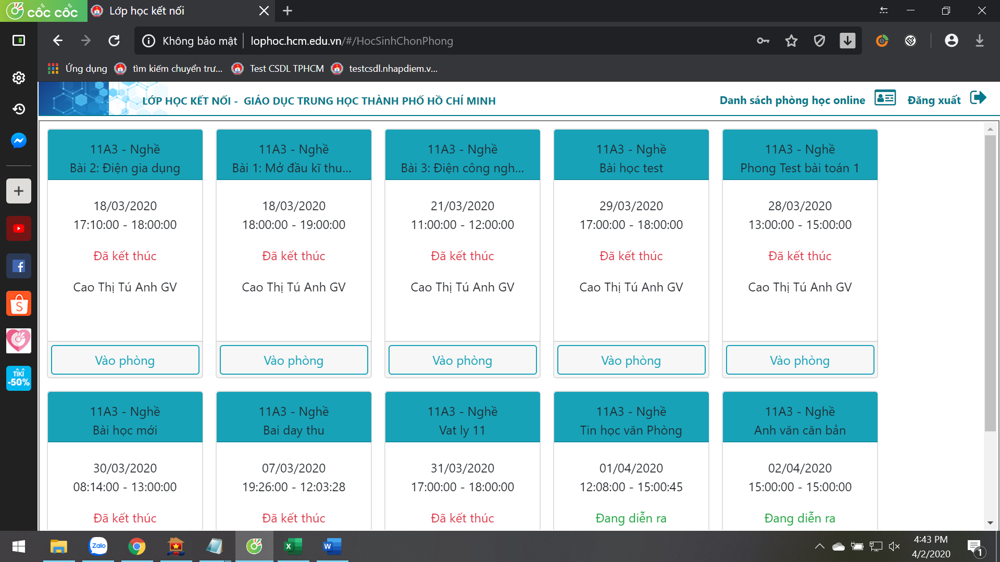 cốc cốc
Lớp học kết nối
Không bảo mật
lophoc.hcm.edu.vn/#/HocSinhChonPhong
Ứng dụng
tìm kiếm chuyển trư...
Test CSDL TPHCM
testcsdl.nhapdiem.v...
LỚP HỌC KẾT NỐI - GIÁO DỤC TRUNG HỌC THÀNH PHỐ HỒ CHÍ MINH
Danh sách phòng học online
Đăng xuất
11A3 - Nghề
Bài 2: Điện gia dụng
18/03/2020
17:10:00 - 18:00:00
Đã kết thúc
Cao Thị Tú Anh GV
Vào phòng
11A3 - Nghề
Bài 1: Mở đầu kĩ thu...
18/03/2020
18:00:00 - 19:00:00
Đã kết thúc
Cao Thị Tú Anh GV
Vào phòng
11A3 - Nghề
Bài 3: Điện công ngh...
21/03/2020
11:00:00 - 12:00:00
Đã kết thúc
Cao Thị Tú Anh GV
Vào phòng
11A3 - Nghề
Bài học test
29/03/2020
17:00:00 - 18:00:00
Đã kết thúc
Cao Thị Tú Anh GV
Vào phòng
11A3 - Nghề
Phong Test bài toán 1
28/03/2020
13:00:00 - 15:00:00
Đã kết thúc
Cao Thị Tú Anh GV
Vào phòng
11A3 - Nghề
Bài học mới
30/03/2020
08:14:00 - 13:00:00
Đã kết thúc
11A3 - Nghề
Bai day thu
07/03/2020
19:26:00 - 12:03:28
Đã kết thúc
11A3 - Nghề
Vat ly 11
31/03/2020
17:00:00 - 18:00:00
Đã kết thúc
11A3 - Nghề
Tin học văn Phòng
01/04/2020
12:08:00 - 15:00:45
Đang diễn ra
11A3 - Nghề
Anh văn căn bản
02/04/2020
15:00:00 - 15:00:00
Đang diễn ra
TIKI
-50%
Zalo
4:43 PM
4/2/2020
1